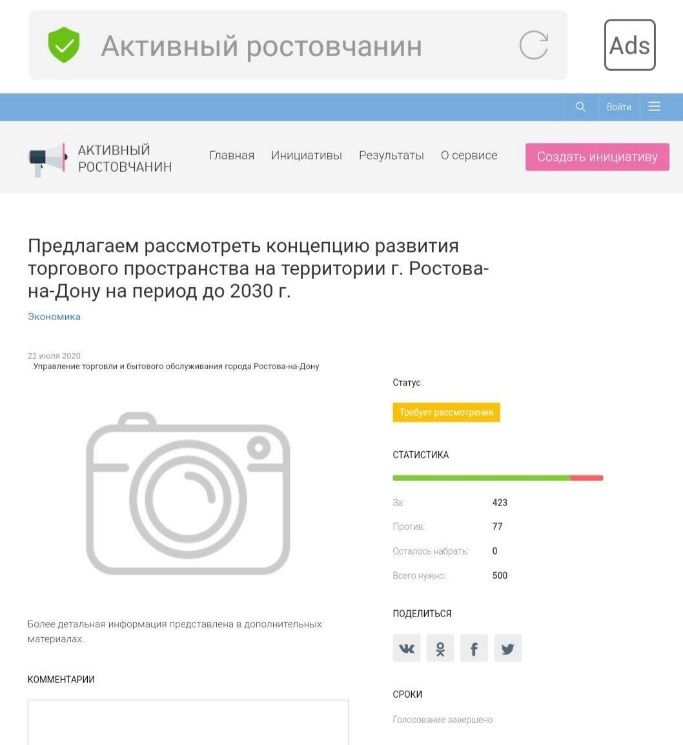 Активный ростовчанин
Ads
Войти
АКТИВНЫЙ
РОСТОВЧАНИН
Главная Инициативы Результаты О сервисе
Создать инициативу
Предлагаем рассмотреть концепцию развития
торгового пространства на территории г. Ростова-
на-Дону на период до 2030 г.
Экономика
22 июля 2020
Управление торговли и бытового обслуживания города Ростова-на-Дону
Статус
Требует рассмотрения
СТАТИСТИКА
За: 423
Против: 77
Осталось набрать: 0
Всего нужно: 500
ПОДЕЛИТЬСЯ
Более детальная информация представлена в дополнительных
материалах.
КОММЕНТАРИИ
СРОКИ
Голосование завершено